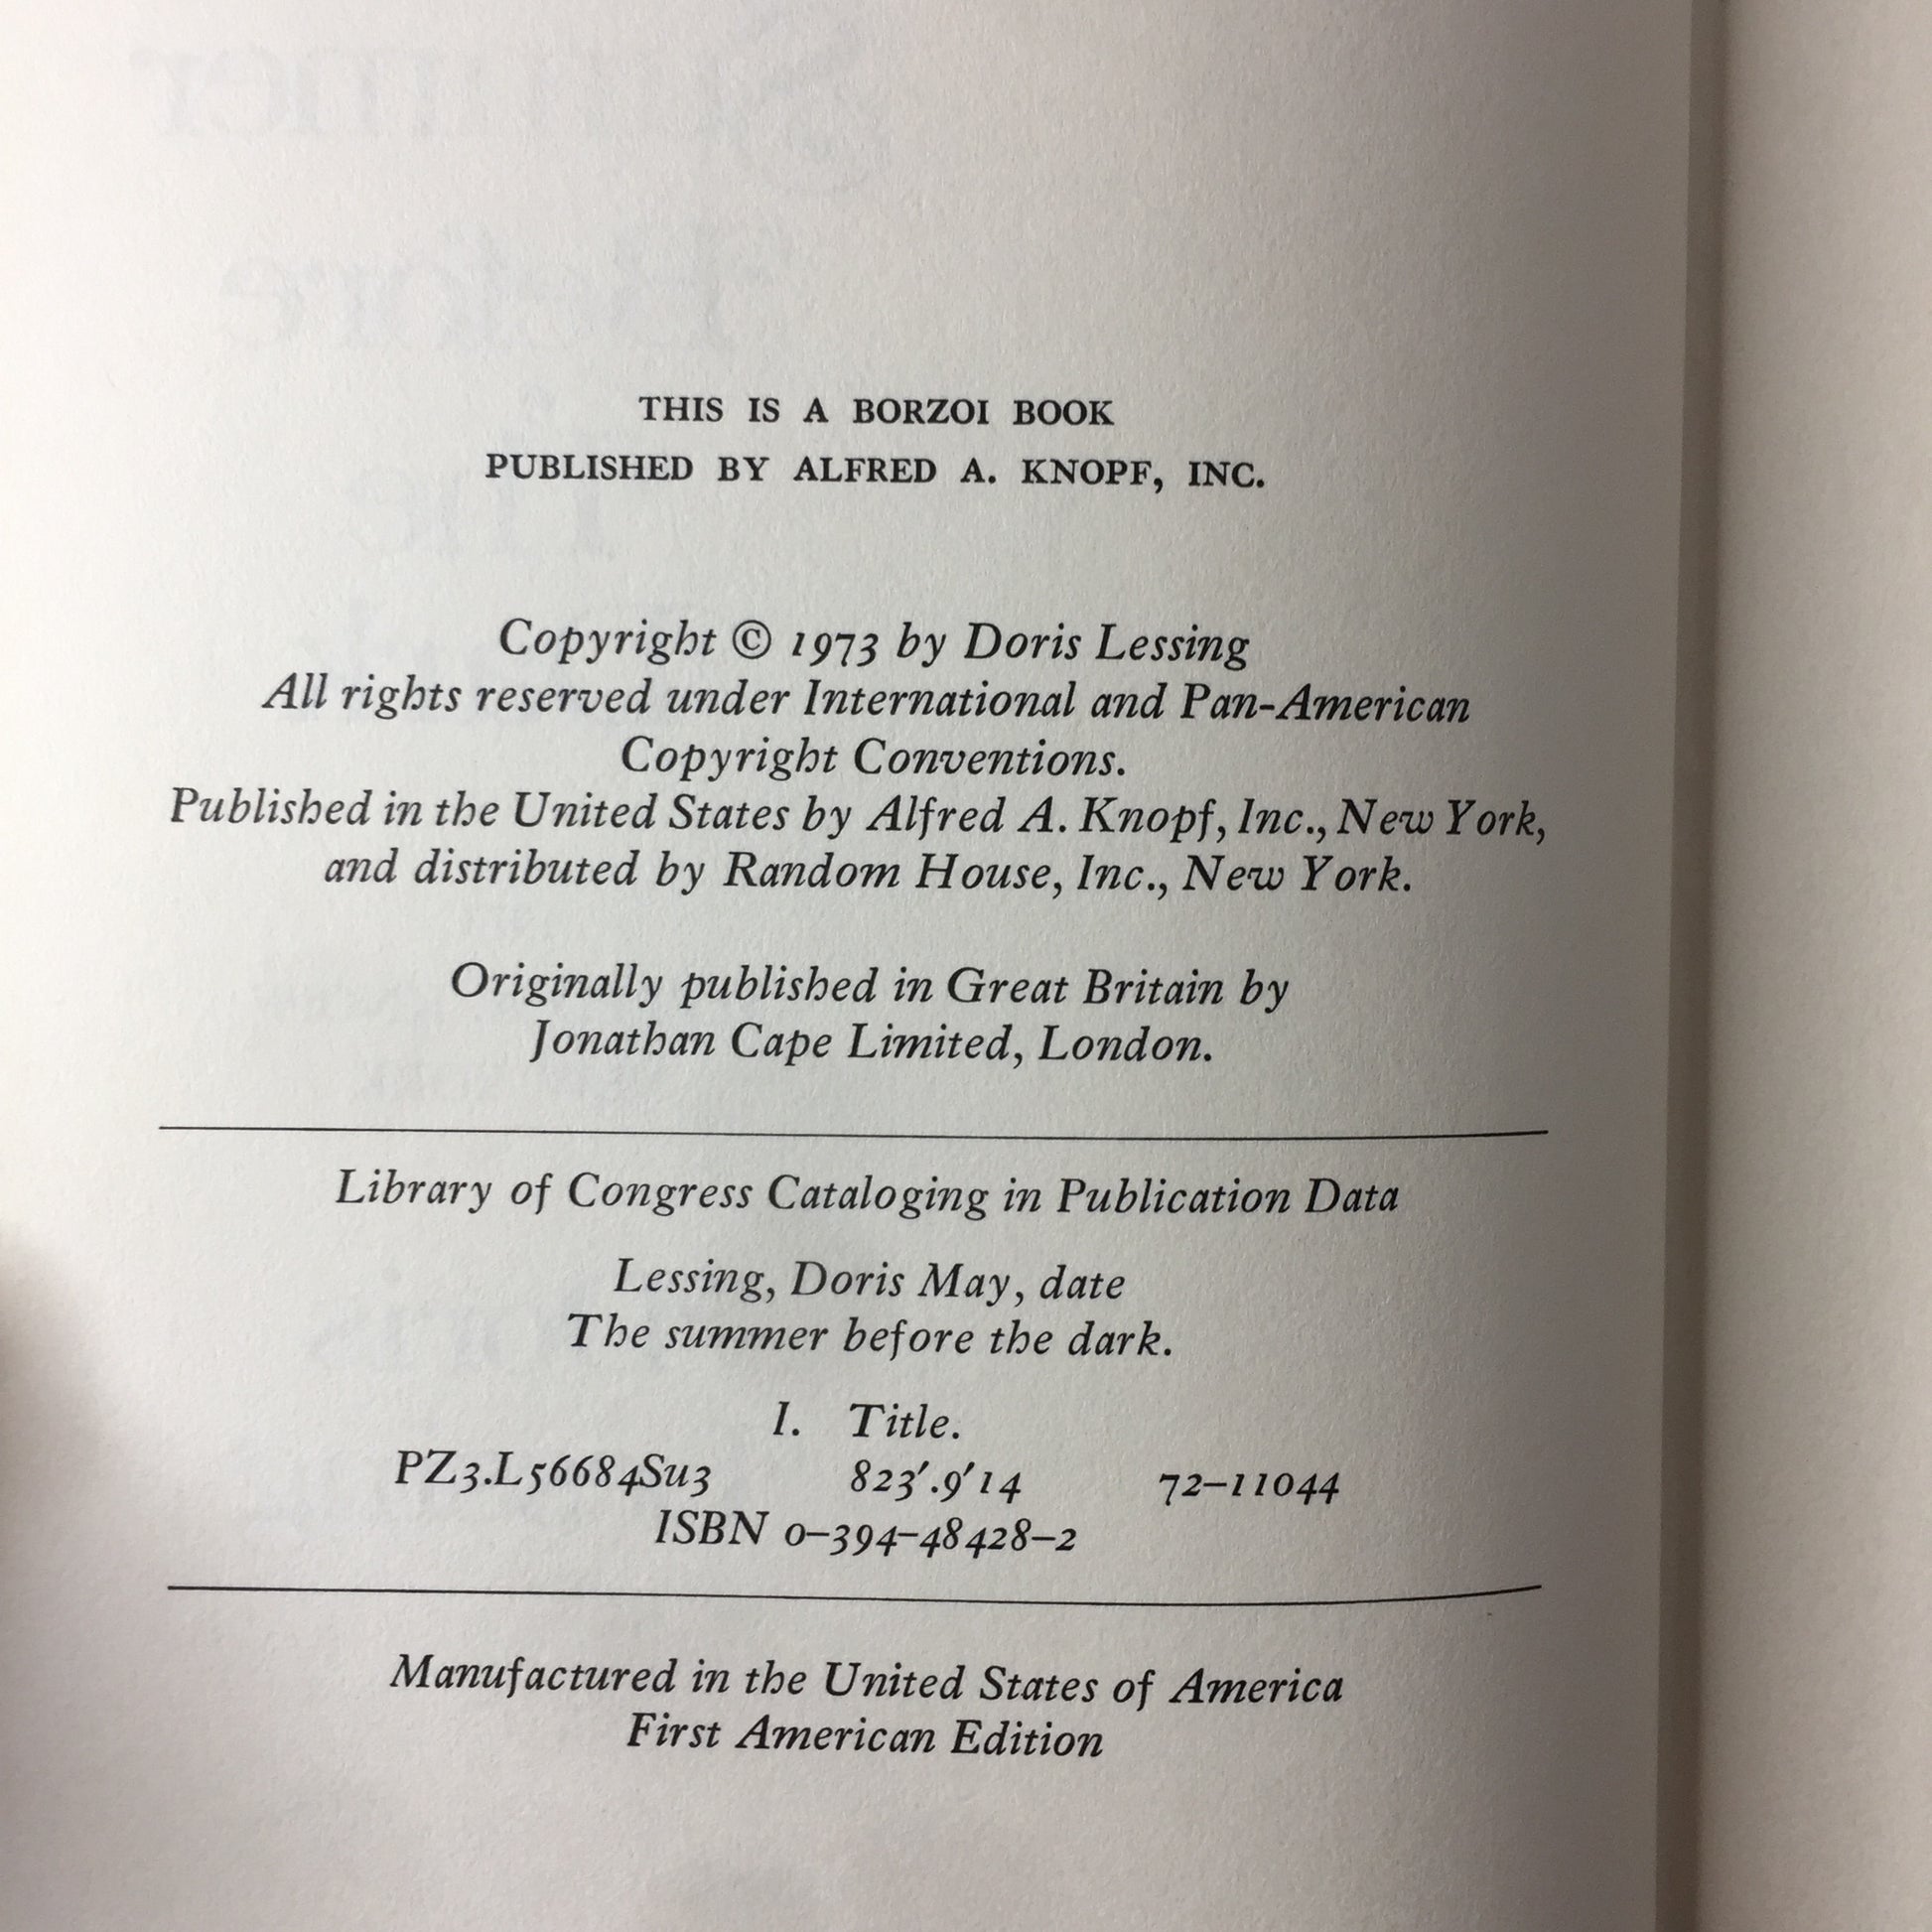 THIS IS A BORZOI BOOK
PUBLISHED BY ALFRED A. KNOPF, INC.
Copyright © 1973 by Doris Lessing
All rights reserved under International and Pan-American
Copyright Conventions.
Published in the United States by Alfred A. Knopf, Inc., New York,
and distributed by Random House, Inc., New York.
Originally published in Great Britain by
Jonathan Cape Limited, London.
Library of Congress Cataloging in Publication Data
Lessing, Doris May, date
The summer before the dark.
I. Title.
PZ3.L56684Su3 823'.9'14 72–11044
ISBN 0–394–48428–2
Manufactured in the United States of America
First American Edition